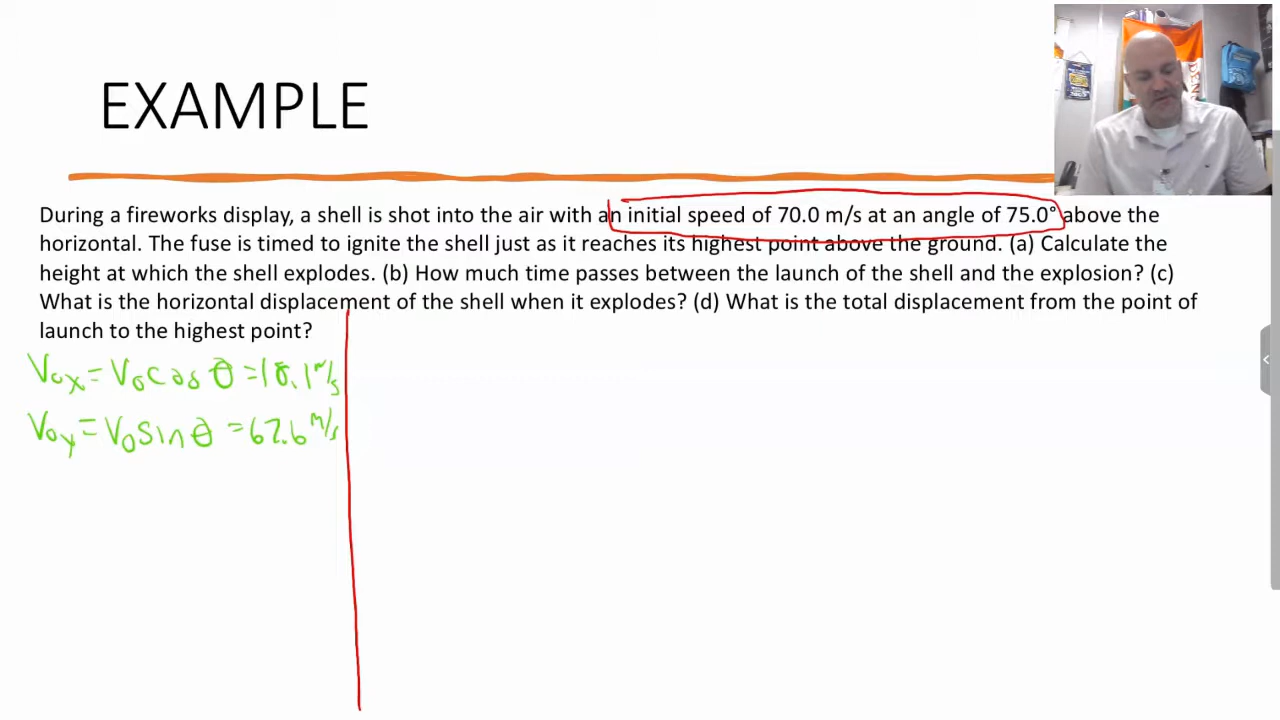 EXAMPLE
During a fireworks display, a shell is shot into the air with an initial speed of 70.0 m/s at an angle of 75.0° above the
horizontal. The fuse is timed to ignite the shell just as it reaches its highest point above the ground. (a) Calculate the
height at which the shell explodes. (b) How much time passes between the launch of the shell and the explosion? (c)
What is the horizontal displacement of the shell when it explodes? (d) What is the total displacement from the point of
launch to the highest point?
V₀ₓ = V₀ cos θ = 18.1 m/s
V₀ᵧ = V₀ sin θ = 67.6 m/s